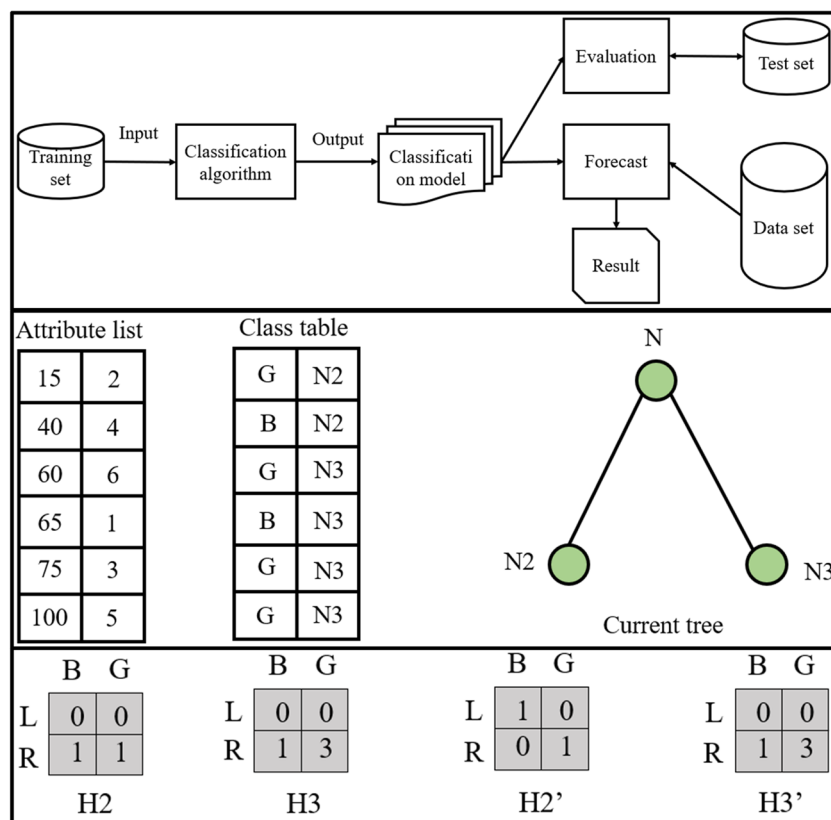 Evaluation
Test set
Input
Output
Training
set
Classification
algorithm
Classificati
on model
Forecast
Data set
Result
Attribute list
Class table
15 2
40 4
60 6
65 1
75 3
100 5
G N2
B N2
G N3
B N3
G N3
G N3
N
N2
N3
Current tree
B G
L 0 0
R 1 1
H2
B G
L 0 0
R 1 3
H3
B G
L 1 0
R 0 1
H2’
B G
L 0 0
R 1 3
H3’